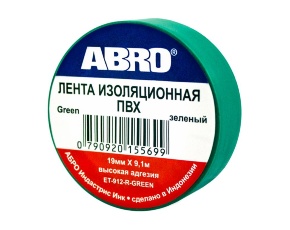 ABRO®
ЛЕНТА ИЗОЛЯЦИОННАЯ
ПВХ
Green зеленый
0 790920 155699
19мм X 9,1м
высокая адгезия
ET-912-R-GREEN
АБРО Индастрис Инк • сделано в Индонезии